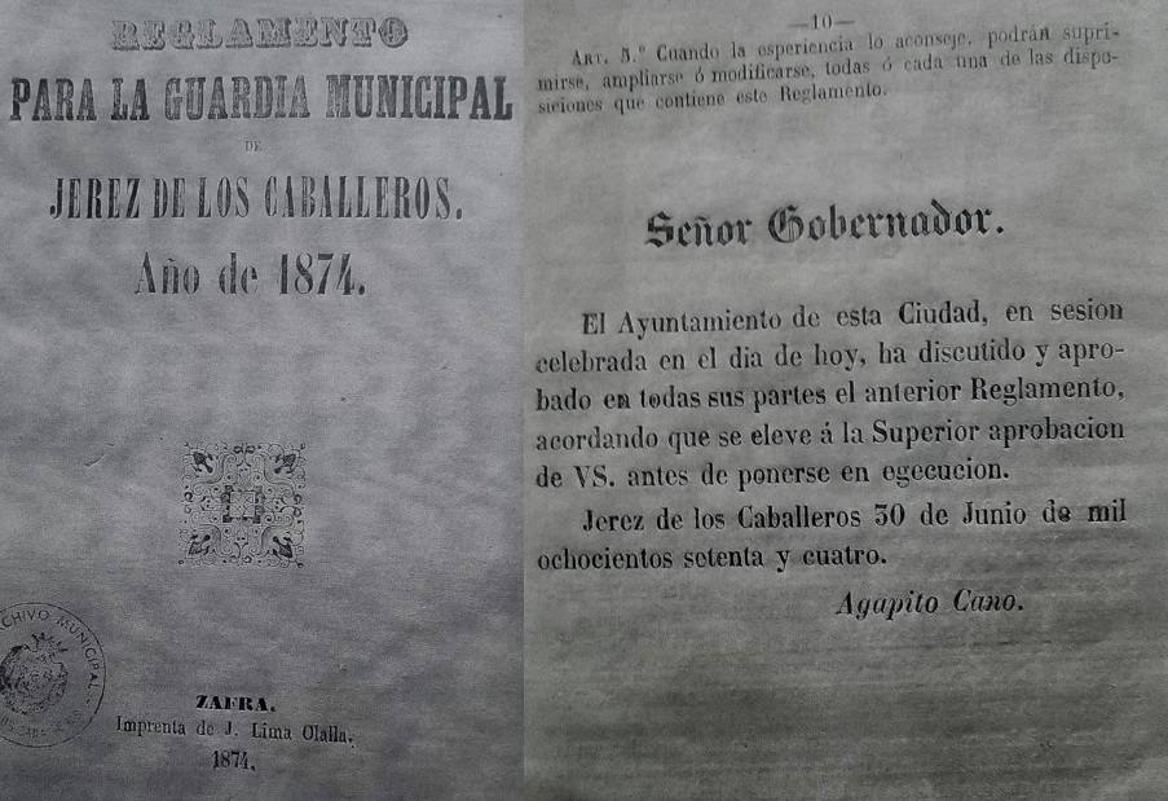 REGLAMENTO
PARA LA GUARDIA MUNICIPAL
DE
JEREZ DE LOS CABALLEROS.
Año de 1874.
ARCHIVO MUNICIPAL
ZAFRA.
Imprenta de J. Lima Olalla.
1874.
—10—
ART. 5.º Cuando la esperiencia lo aconseje, podrán supri-
mirse, ampliarse ó modificarse, todas ó cada una de las dispo-
siciones que contiene este Reglamento.
Señor Gobernador.
El Ayuntamiento de esta Ciudad, en sesion
celebrada en el dia de hoy, ha discutido y apro-
bado en todas sus partes el anterior Reglamento,
acordando que se eleve á la Superior aprobacion
de VS. antes de ponerse en egecucion.
Jerez de los Caballeros 30 de Junio de mil
ochocientos setenta y cuatro.
Agapito Cano.